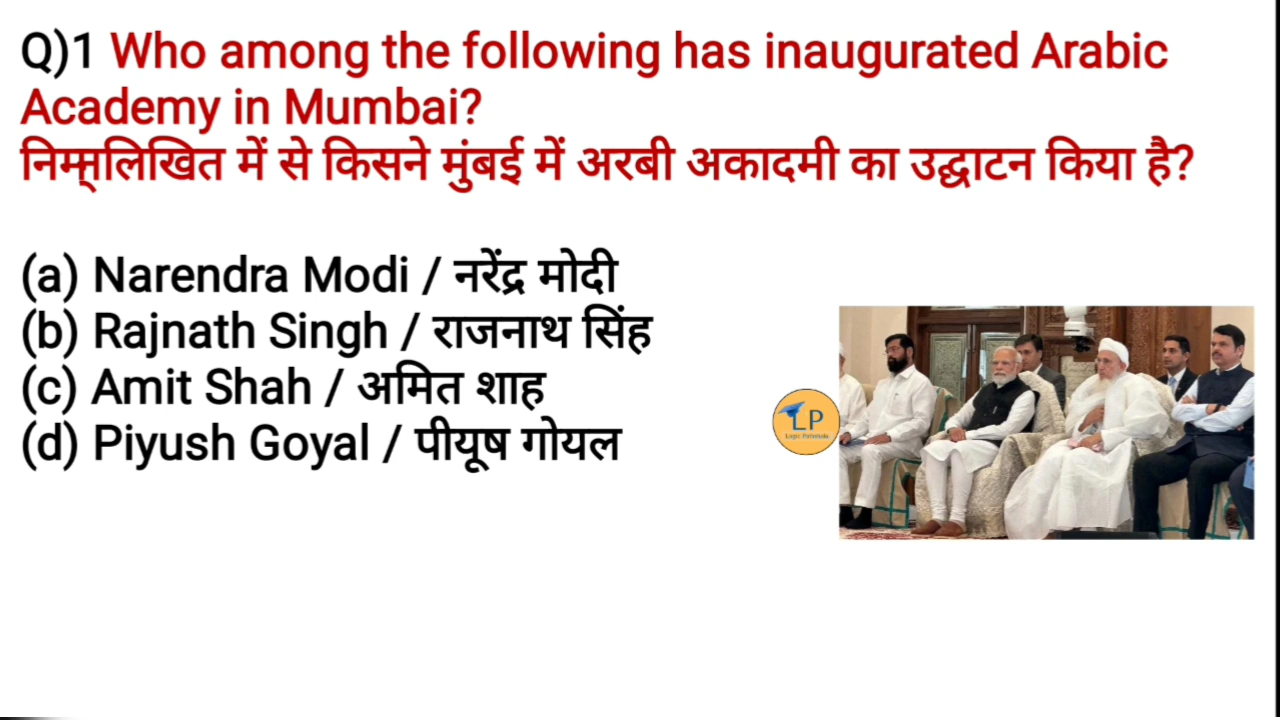 Q)1 Who among the following has inaugurated Arabic
Academy in Mumbai?
निम्न्लिखित में से किसने मुंबई में अरबी अकादमी का उद्घाटन किया है?
(a) Narendra Modi / नरेंद्र मोदी
(b) Rajnath Singh / राजनाथ सिंह
(c) Amit Shah / अमित शाह
(d) Piyush Goyal / पीयूष गोयल
LP